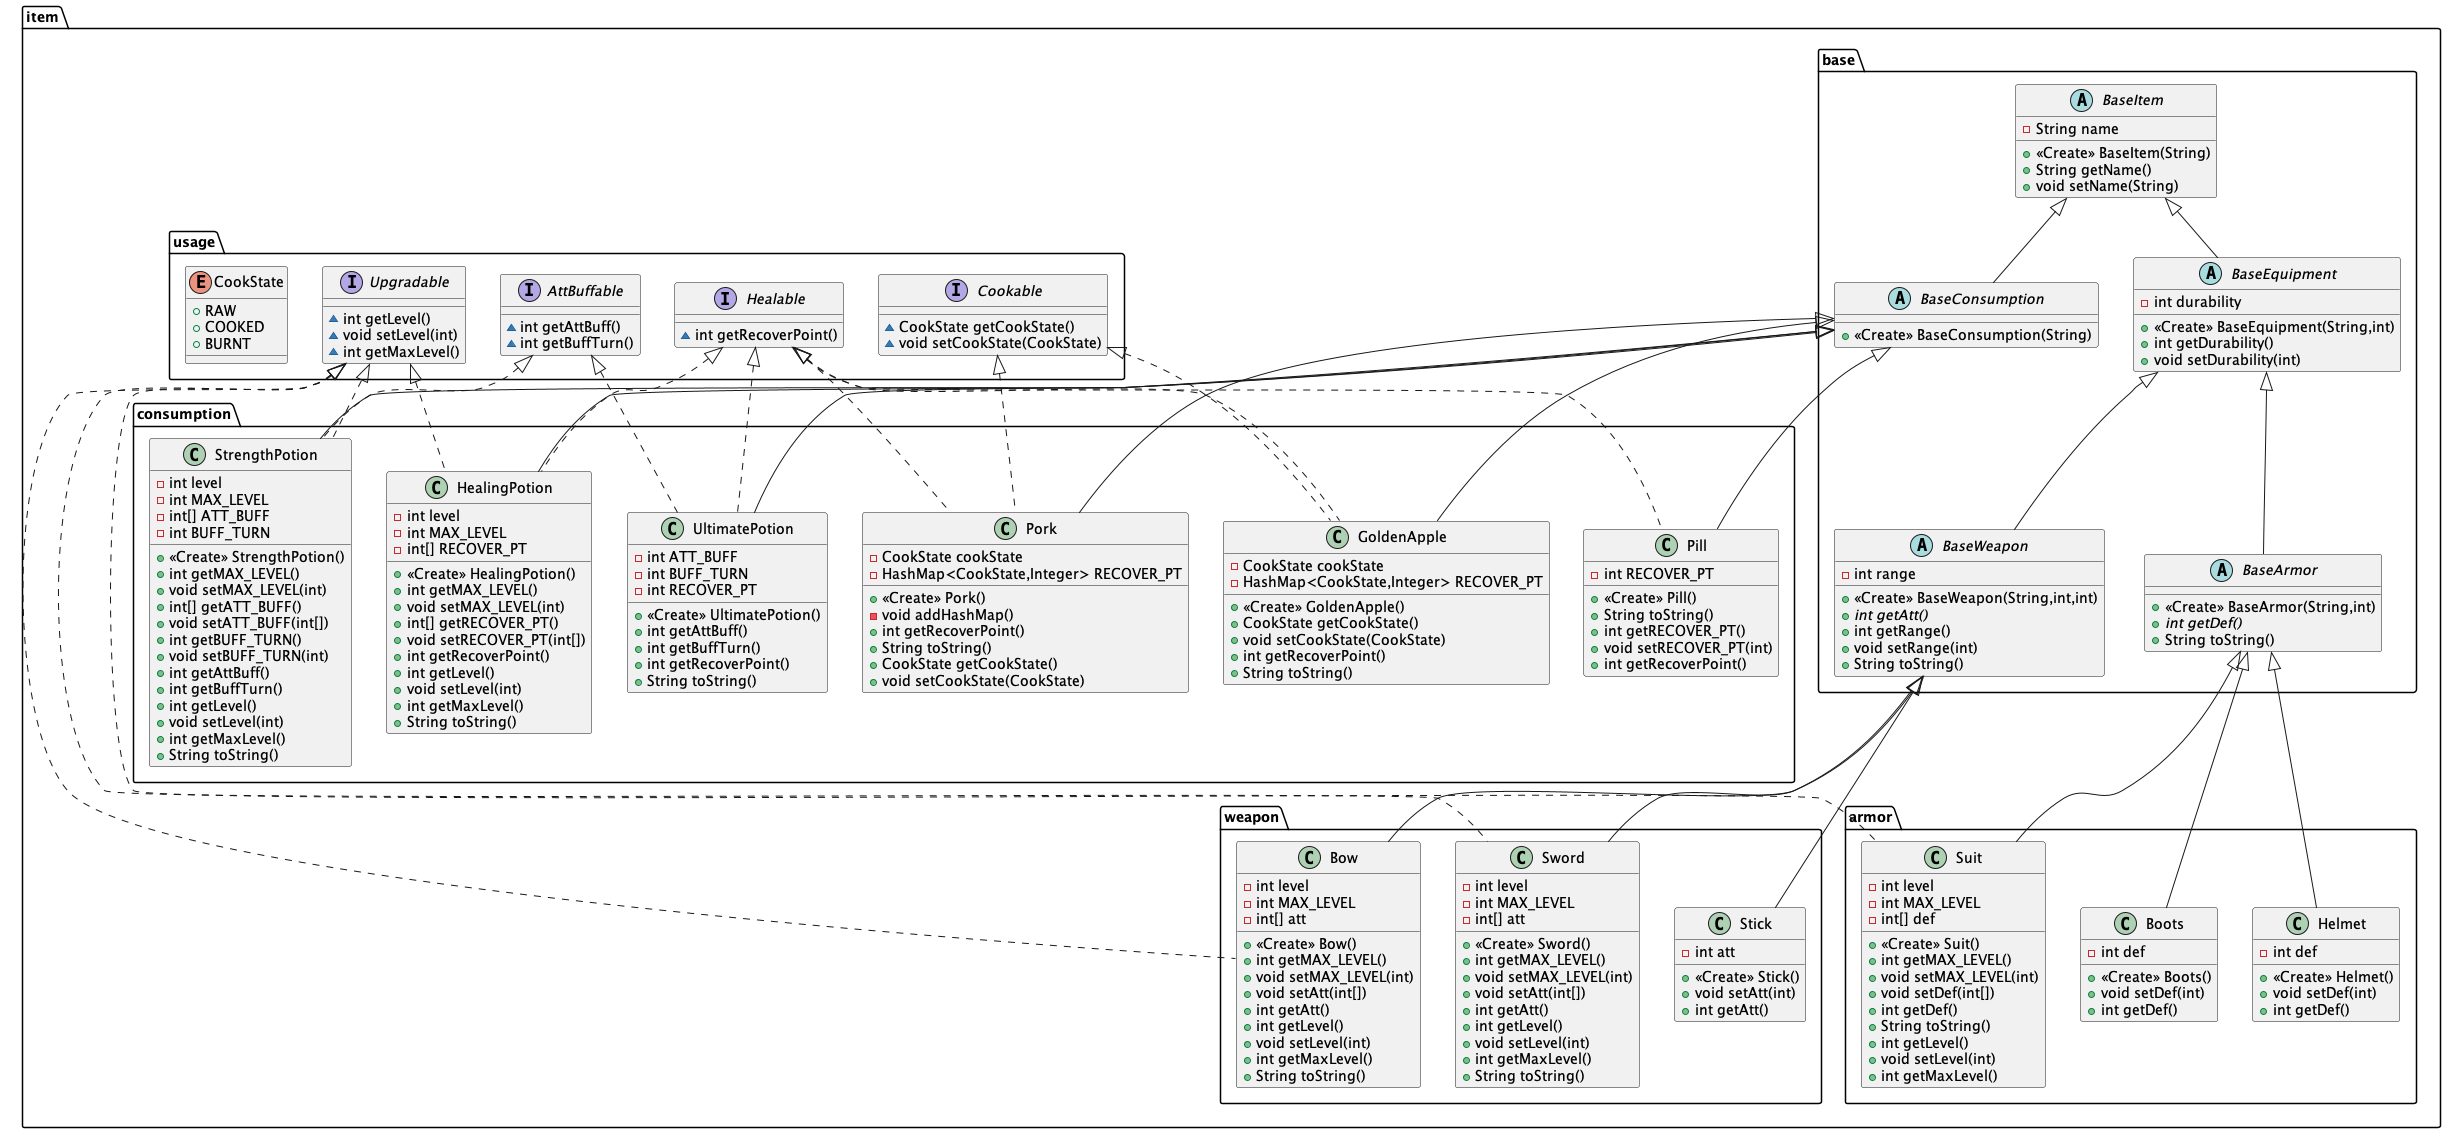 item
base
A BaseItem
String name
«Create» BaseItem(String)
String getName()
void setName(String)
usage
E CookState
RAW
COOKED
BURNT
I Upgradable
int getLevel()
void setLevel(int)
int getMaxLevel()
I AttBuffable
int getAttBuff()
int getBuffTurn()
I Healable
int getRecoverPoint()
I Cookable
CookState getCookState()
void setCookState(CookState)
A BaseConsumption
«Create» BaseConsumption(String)
A BaseEquipment
int durability
«Create» BaseEquipment(String,int)
int getDurability()
void setDurability(int)
consumption
C StrengthPotion
int level
int MAX_LEVEL
int[] ATT_BUFF
int BUFF_TURN
«Create» StrengthPotion()
int getMAX_LEVEL()
void setMAX_LEVEL(int)
int[] getATT_BUFF()
void setATT_BUFF(int[])
int getBUFF_TURN()
void setBUFF_TURN(int)
int getAttBuff()
int getBuffTurn()
int getLevel()
void setLevel(int)
int getMaxLevel()
String toString()
C HealingPotion
int level
int MAX_LEVEL
int[] RECOVER_PT
«Create» HealingPotion()
int getMAX_LEVEL()
void setMAX_LEVEL(int)
int[] getRECOVER_PT()
void setRECOVER_PT(int[])
int getRecoverPoint()
int getLevel()
void setLevel(int)
int getMaxLevel()
String toString()
C UltimatePotion
int ATT_BUFF
int BUFF_TURN
int RECOVER_PT
«Create» UltimatePotion()
int getAttBuff()
int getBuffTurn()
int getRecoverPoint()
String toString()
C Pork
CookState cookState
HashMap<CookState,Integer> RECOVER_PT
«Create» Pork()
void addHashMap()
int getRecoverPoint()
String toString()
CookState getCookState()
void setCookState(CookState)
C GoldenApple
CookState cookState
HashMap<CookState,Integer> RECOVER_PT
«Create» GoldenApple()
CookState getCookState()
void setCookState(CookState)
int getRecoverPoint()
String toString()
C Pill
int RECOVER_PT
«Create» Pill()
String toString()
int getRECOVER_PT()
void setRECOVER_PT(int)
int getRecoverPoint()
A BaseWeapon
int range
«Create» BaseWeapon(String,int,int)
int getAtt()
int getRange()
void setRange(int)
String toString()
A BaseArmor
«Create» BaseArmor(String,int)
int getDef()
String toString()
weapon
C Bow
int level
int MAX_LEVEL
int[] att
«Create» Bow()
int getMAX_LEVEL()
void setMAX_LEVEL(int)
void setAtt(int[])
int getAtt()
int getLevel()
void setLevel(int)
int getMaxLevel()
String toString()
C Sword
int level
int MAX_LEVEL
int[] att
«Create» Sword()
int getMAX_LEVEL()
void setMAX_LEVEL(int)
void setAtt(int[])
int getAtt()
int getLevel()
void setLevel(int)
int getMaxLevel()
String toString()
C Stick
int att
«Create» Stick()
void setAtt(int)
int getAtt()
armor
C Suit
int level
int MAX_LEVEL
int[] def
«Create» Suit()
int getMAX_LEVEL()
void setMAX_LEVEL(int)
void setDef(int[])
int getDef()
String toString()
int getLevel()
void setLevel(int)
int getMaxLevel()
C Boots
int def
«Create» Boots()
void setDef(int)
int getDef()
C Helmet
int def
«Create» Helmet()
void setDef(int)
int getDef()